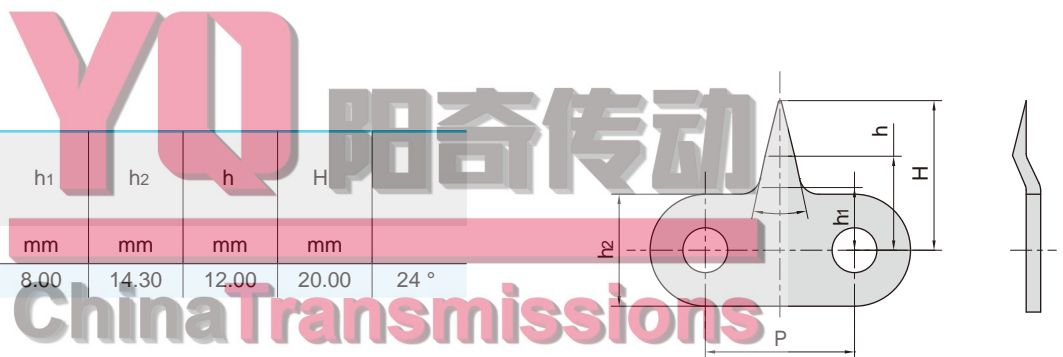 YQ 阳奇传动
h1 h2 h H
mm mm mm mm
8.00 14.30 12.00 20.00 24 °
ChinaTransmissions
h
H
h1
h2
P